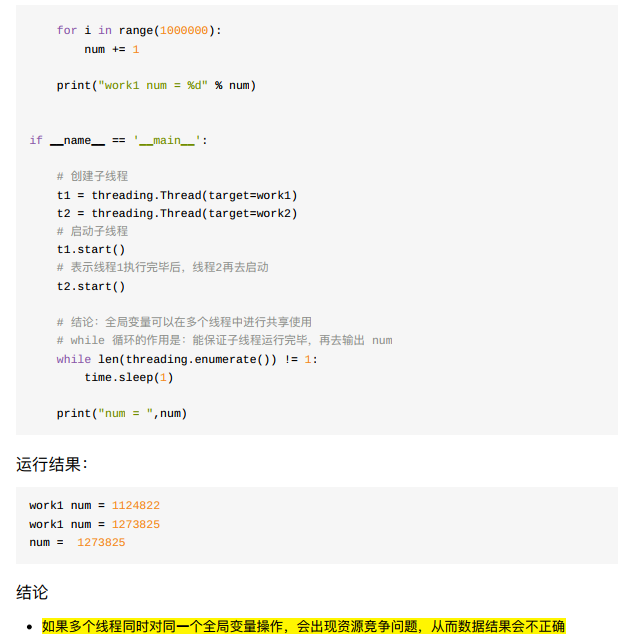 for i in range(1000000):
num += 1
print("work1 num = %d" % num)
if __name__ == '__main__':
# 创建子线程
t1 = threading.Thread(target=work1)
t2 = threading.Thread(target=work2)
# 启动子线程
t1.start()
# 表示线程1执行完毕后，线程2再去启动
t2.start()
# 结论：全局变量可以在多个线程中进行共享使用
# while 循环的作用是：能保证子线程运行完毕，再去输出 num
while len(threading.enumerate()) != 1:
time.sleep(1)
print("num = ",num)
运行结果：
work1 num = 1124822
work1 num = 1273825
num =  1273825
结论
• 如果多个线程同时对同一个全局变量操作，会出现资源竞争问题，从而数据结果会不正确